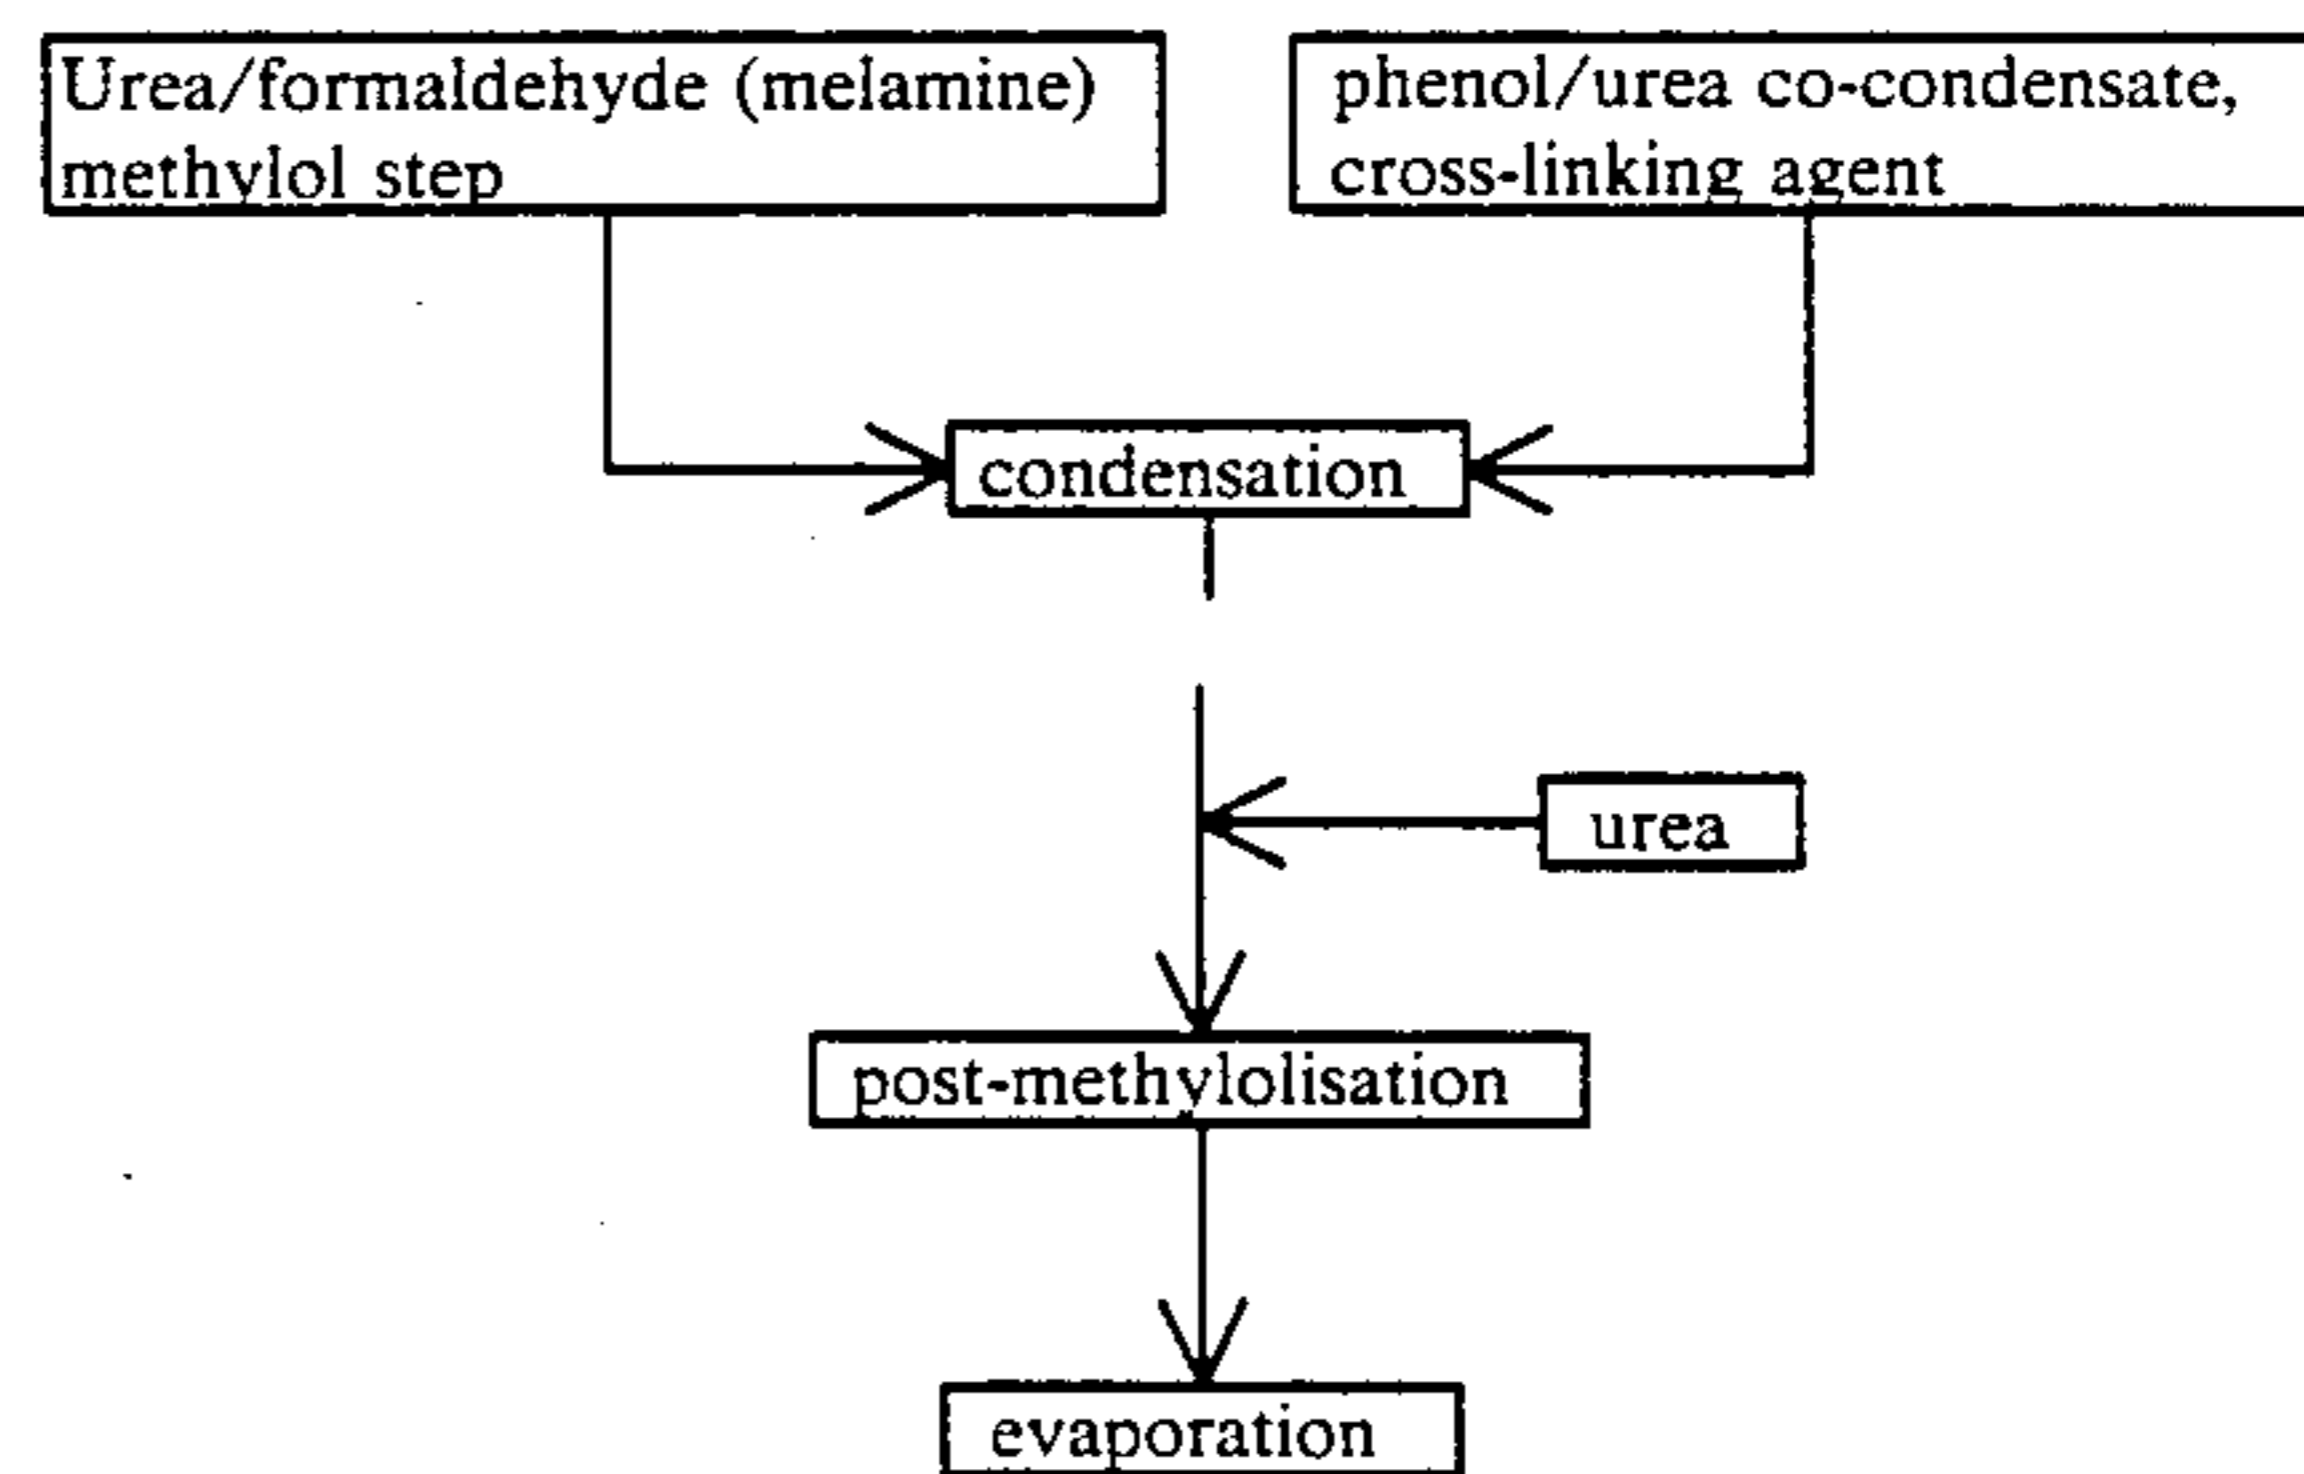 Urea/formaldehyde (melamine)
methylol step
phenol/urea co-condensate,
cross-linking agent
condensation
urea
post-methylolisation
evaporation